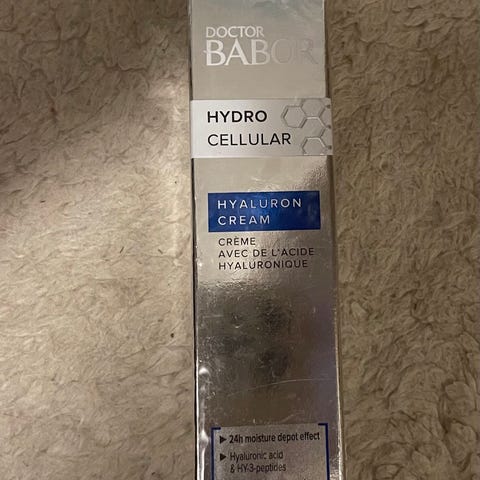 DOCTOR
BABOR
HYDRO
CELLULAR
HYALURON
CREAM
CRÈME
AVEC DE L'ACIDE
HYALURONIQUE
▶ 24h moisture depot effect
▶ Hyaluronic acid
& HY-3-peptides